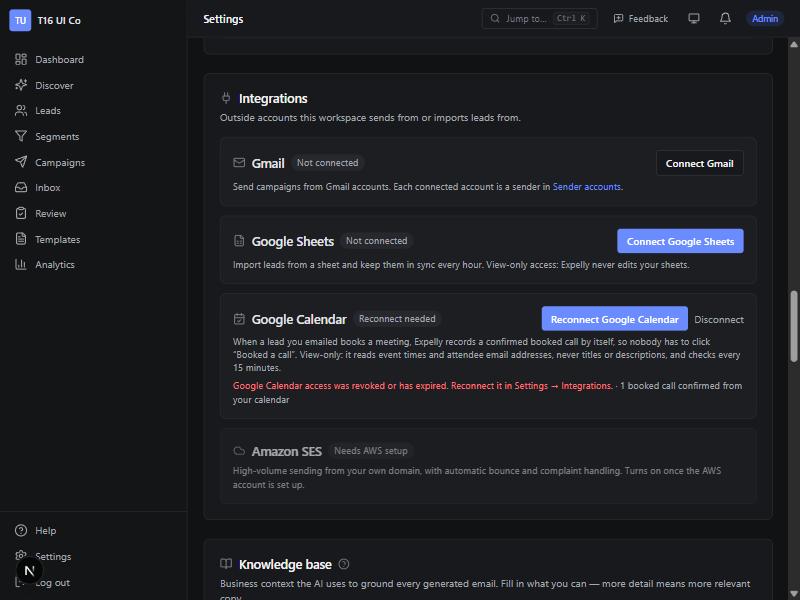 TU T16 UI Co
Dashboard
Discover
Leads
Segments
Campaigns
Inbox
Review
Templates
Analytics
Help
Settings
Log out
N
Settings
Jump to... Ctrl K
Feedback
Admin
Integrations
Outside accounts this workspace sends from or imports leads from.
Gmail Not connected
Connect Gmail
Send campaigns from Gmail accounts. Each connected account is a sender in Sender accounts.
Google Sheets Not connected
Connect Google Sheets
Import leads from a sheet and keep them in sync every hour. View-only access: Expelly never edits your sheets.
Google Calendar Reconnect needed
Reconnect Google Calendar Disconnect
When a lead you emailed books a meeting, Expelly records a confirmed booked call by itself, so nobody has to click
“Booked a call”. View-only: it reads event times and attendee email addresses, never titles or descriptions, and checks every
15 minutes.
Google Calendar access was revoked or has expired. Reconnect it in Settings → Integrations. · 1 booked call confirmed from
your calendar
Amazon SES Needs AWS setup
High-volume sending from your own domain, with automatic bounce and complaint handling. Turns on once the AWS
account is set up.
Knowledge base
Business context the AI uses to ground every generated email. Fill in what you can — more detail means more relevant
copy.